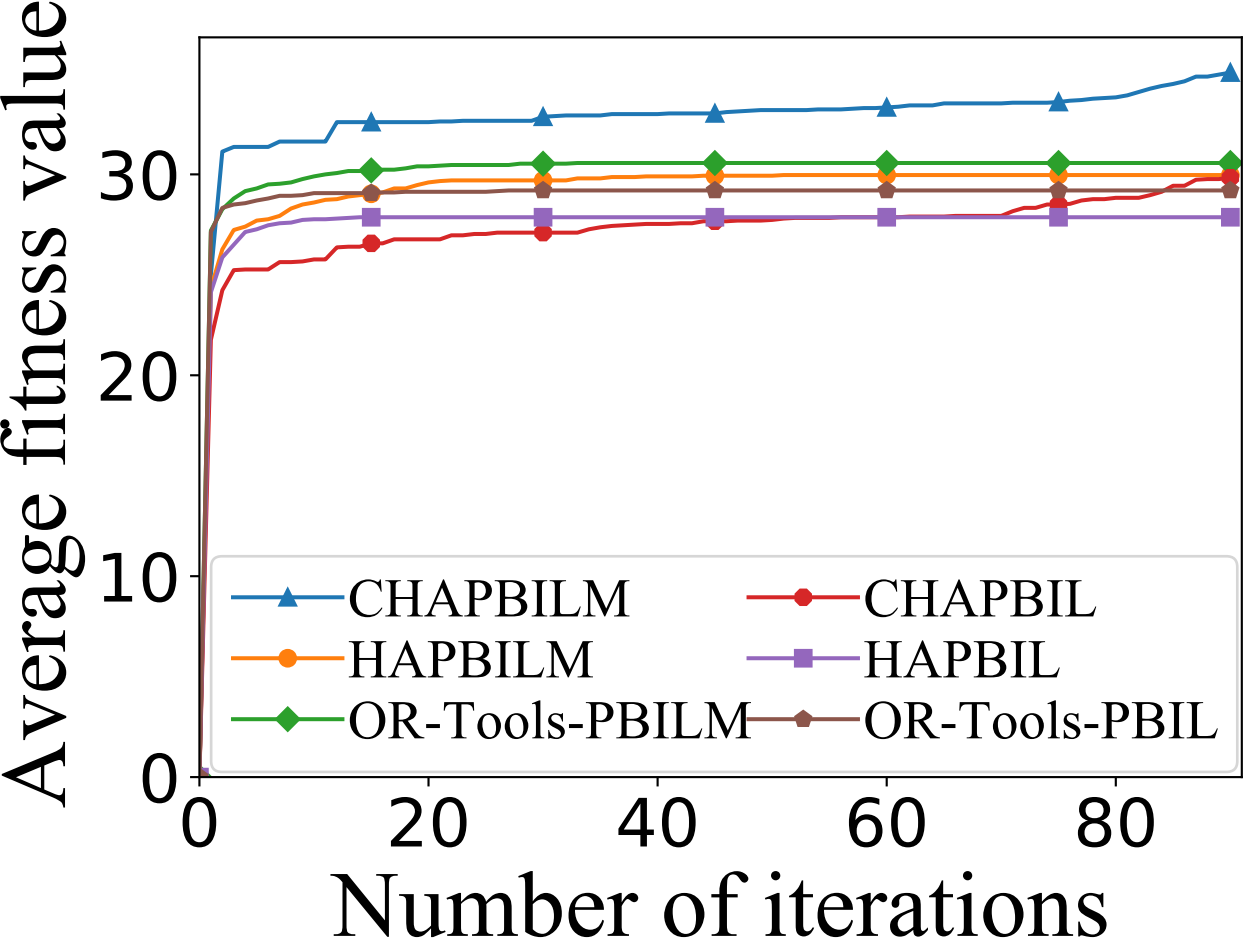 Average fitness value
30
20
10
0
CHAPBILM
CHAPBIL
HAPBILM
HAPBIL
OR-Tools-PBILM
OR-Tools-PBIL
0 20 40 60 80
Number of iterations